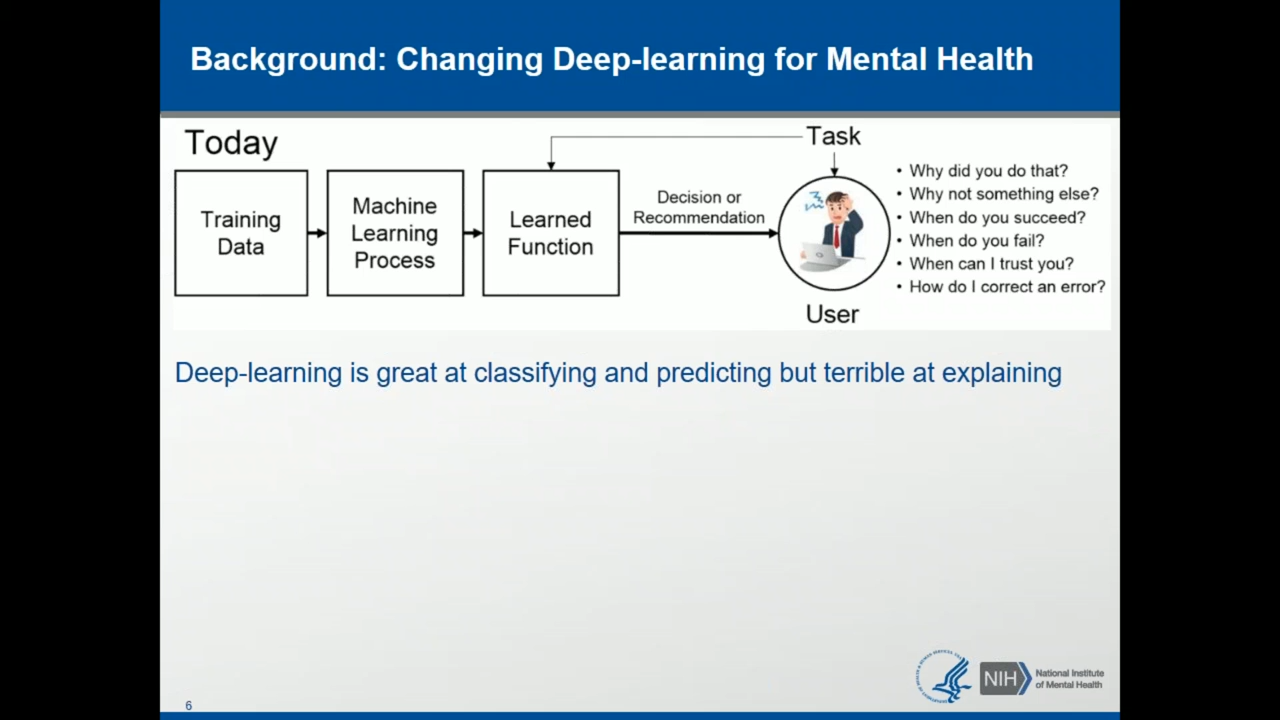 Background: Changing Deep-learning for Mental Health
Today
Training
Data
Machine
Learning
Process
Learned
Function
Decision or
Recommendation
Task
User
• Why did you do that?
• Why not something else?
• When do you succeed?
• When do you fail?
• When can I trust you?
• How do I correct an error?
Deep-learning is great at classifying and predicting but terrible at explaining
NIH
National Institute
of Mental Health
6